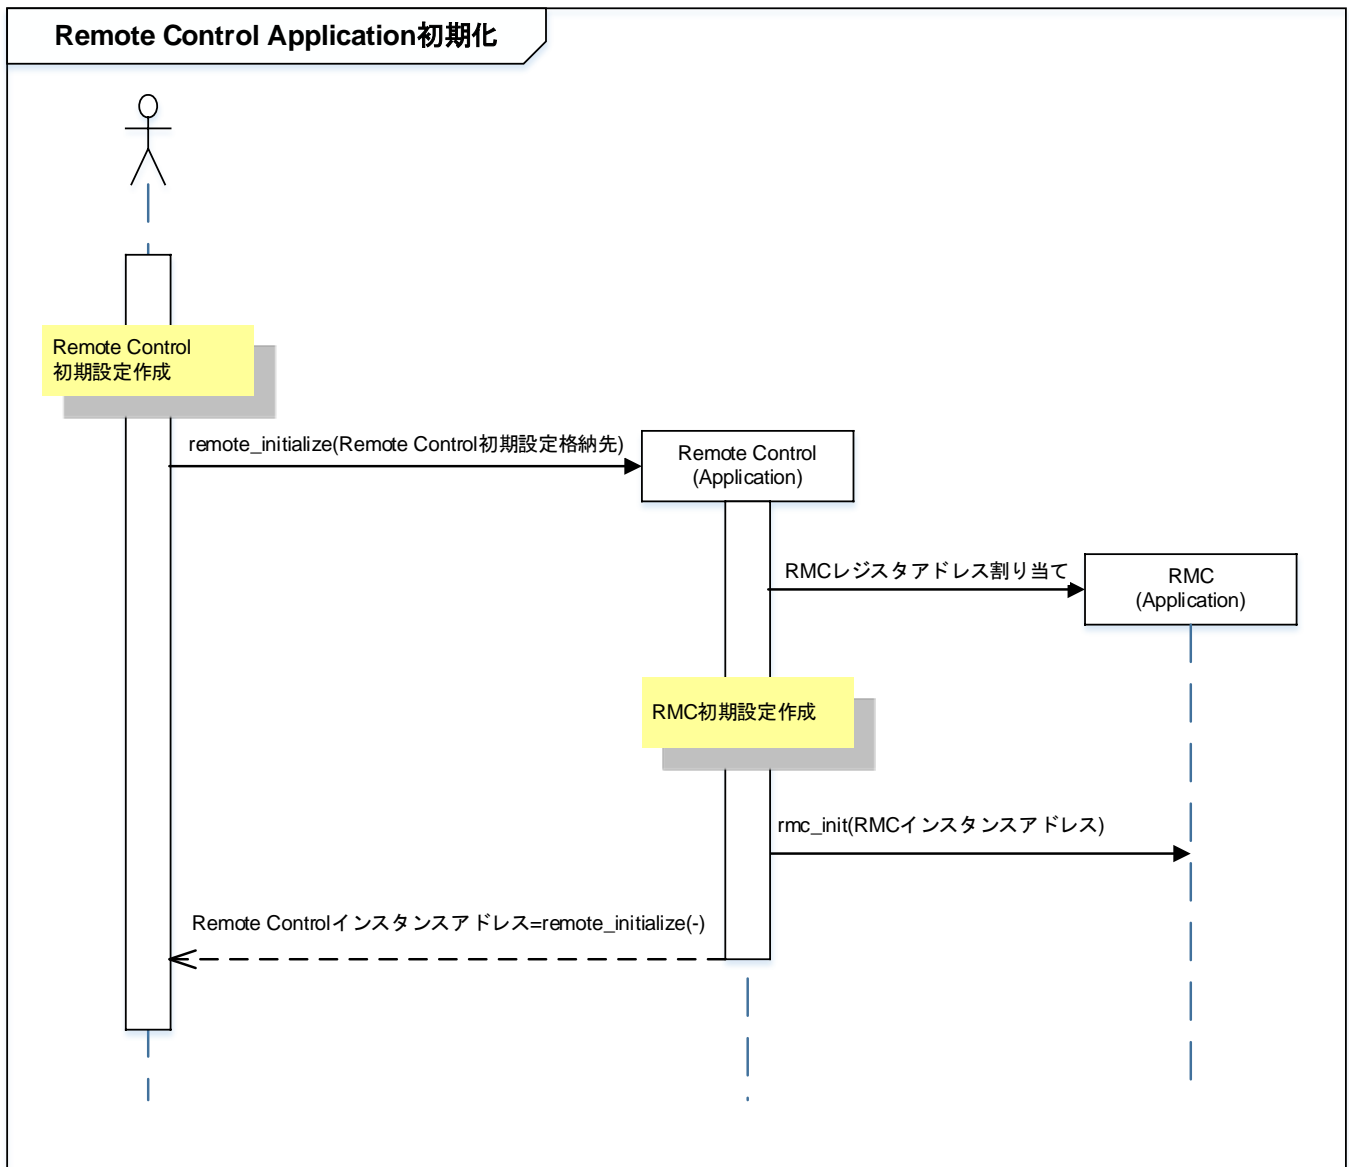 Remote Control Application初期化
Remote Control
初期設定作成
remote_initialize(Remote Control初期設定格納先)
Remote Control
(Application)
RMCレジスタアドレス割り当て
RMC
(Application)
RMC初期設定作成
rmc_init(RMCインスタンスアドレス)
Remote Controlインスタンスアドレス=remote_initialize(-)